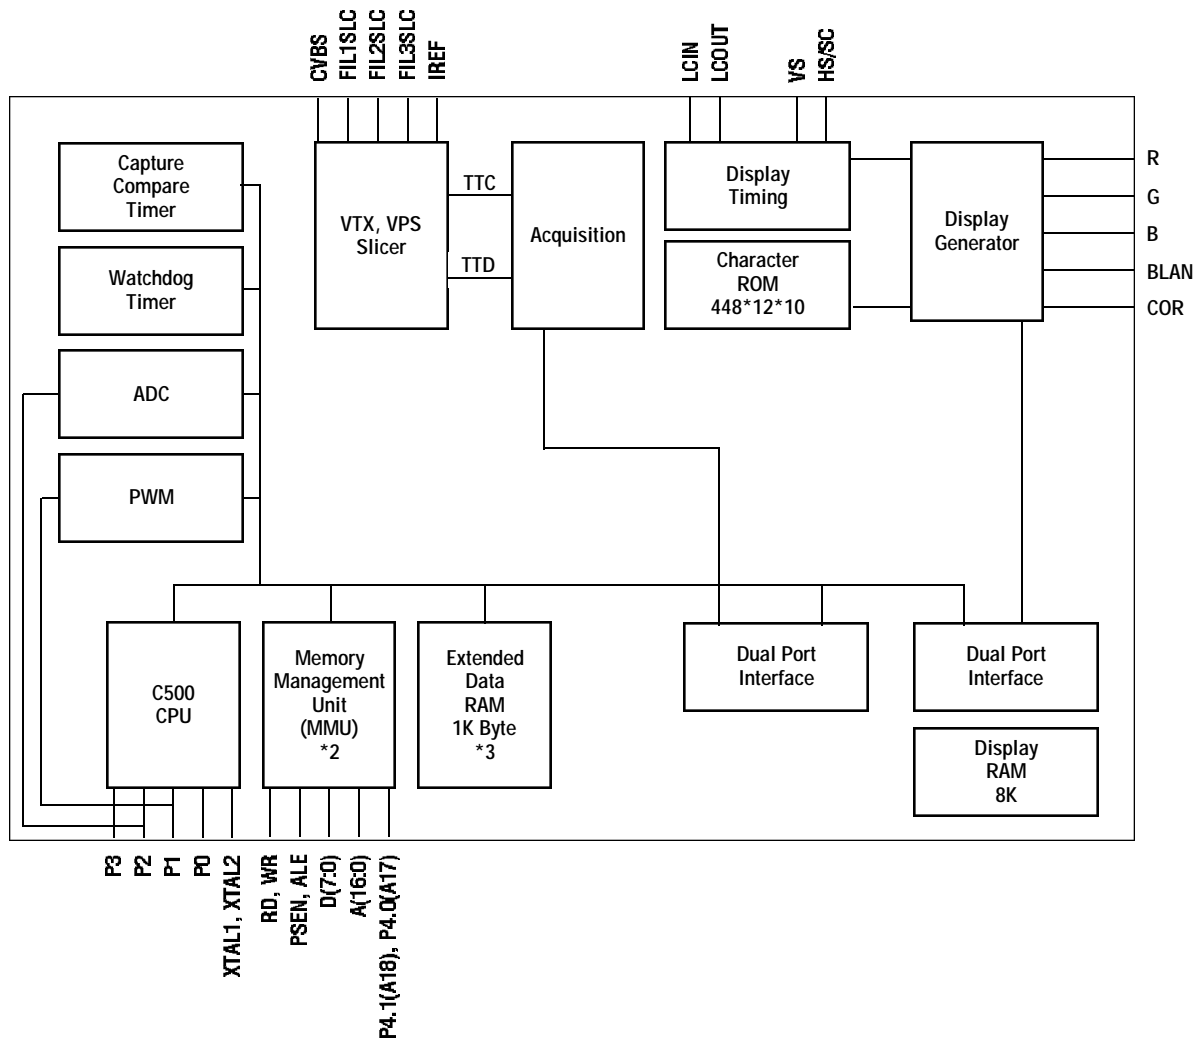 CVBS
FIL1SLC
FIL2SLC
FIL3SLC
IREF
LCIN
LCOUT
VS
HS/SC
Capture
Compare
Timer
VTX, VPS
Slicer
TTC
TTD
Acquisition
Display
Timing
Character
ROM
448*12*10
Display
Generator
R
G
B
BLAN
COR
Watchdog
Timer
ADC
PWM
C500
CPU
Memory
Management
Unit
(MMU)
*2
Extended
Data
RAM
1K Byte
*3
Dual Port
Interface
Dual Port
Interface
Display
RAM
8K
P3
P2
P1
P0
XTAL1, XTAL2
RD, WR
PSEN, ALE
D(7:0)
A(16:0)
P4.1(A18), P4.0(A17)